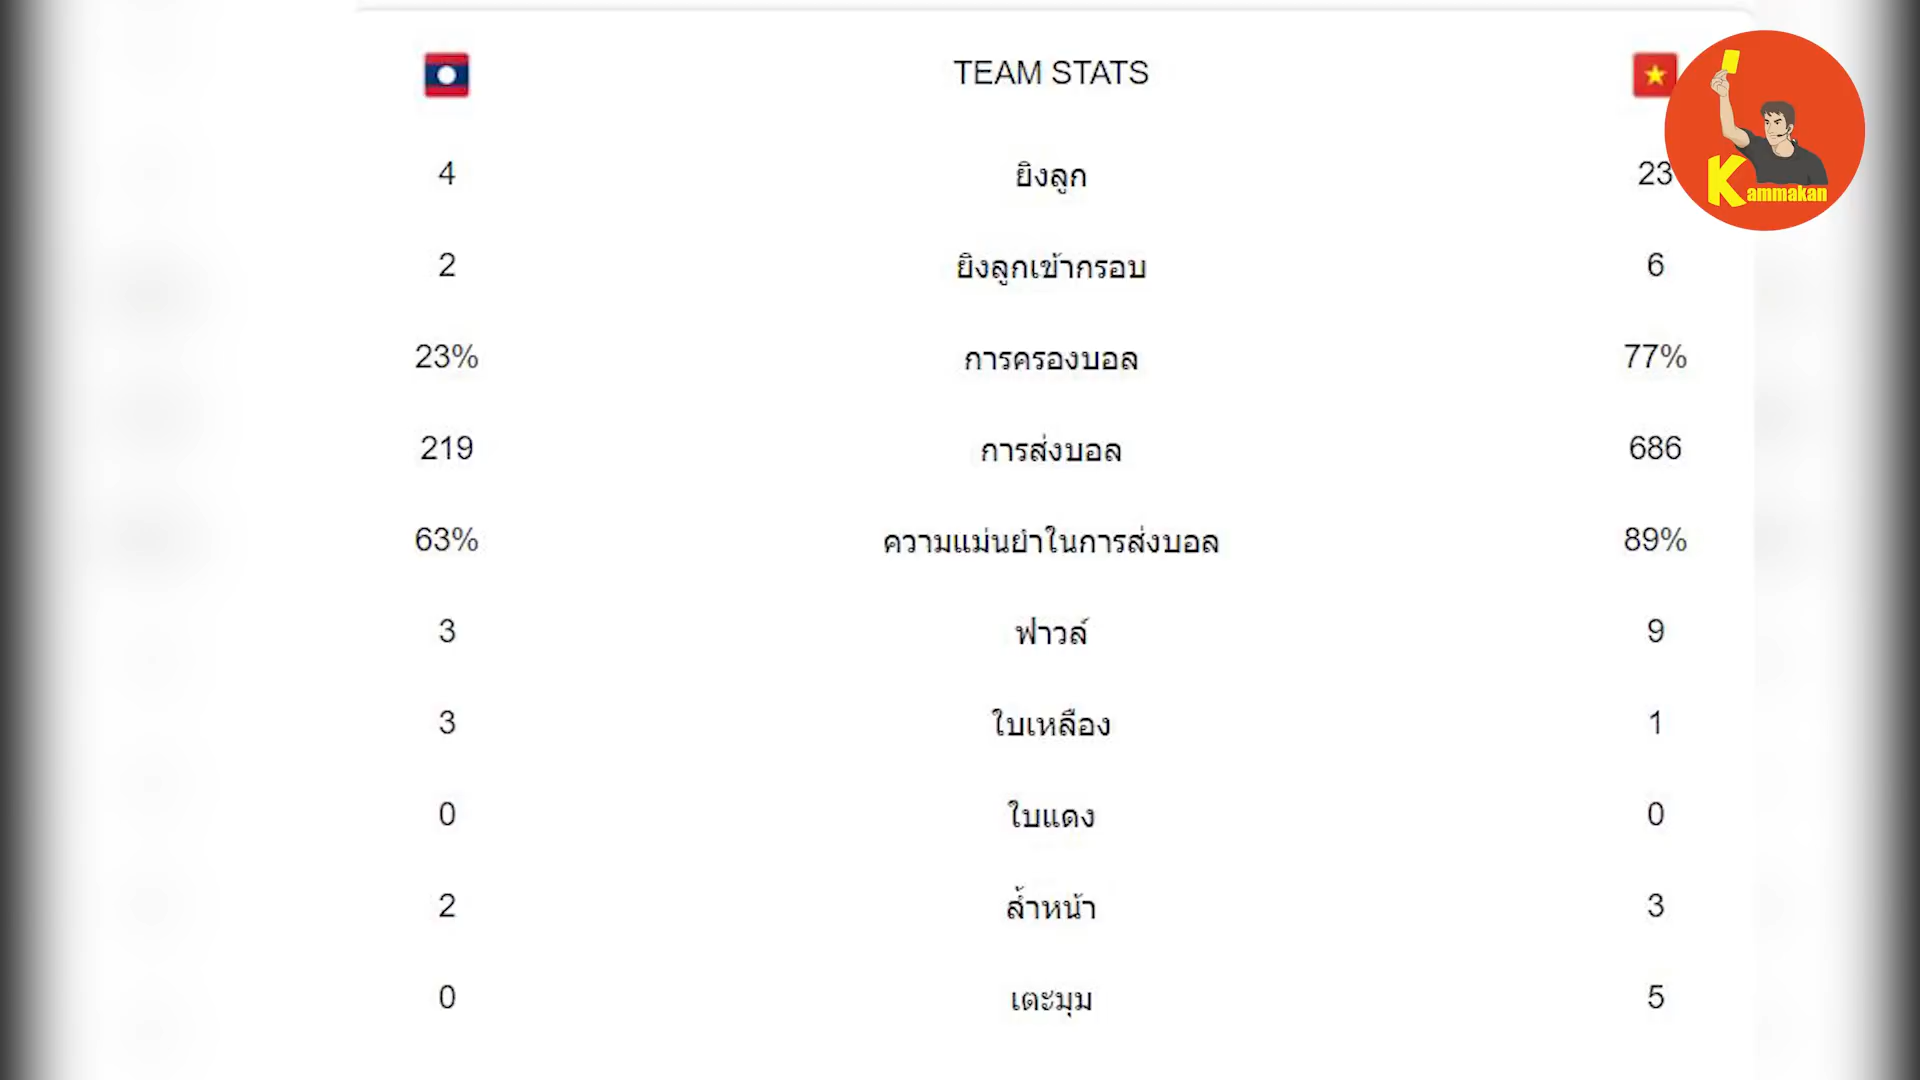 TEAM STATS
4 ยิงลูก 23
2 ยิงลูกเข้ากรอบ 6
23% การครองบอล 77%
219 การส่งบอล 686
63% ความแม่นยำในการส่งบอล 89%
3 ฟาวล์ 9
3 ใบเหลือง 1
0 ใบแดง 0
2 ล้ำหน้า 3
0 เตะมุม 5
Kammakan